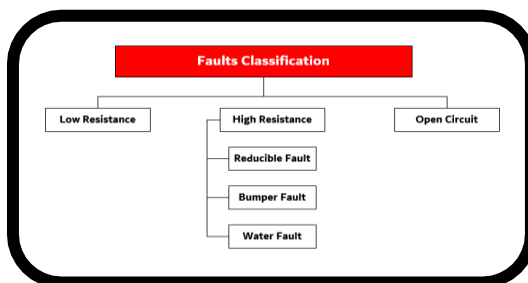 Faults Classification
Low Resistance
High Resistance
Open Circuit
Reducible Fault
Bumper Fault
Water Fault